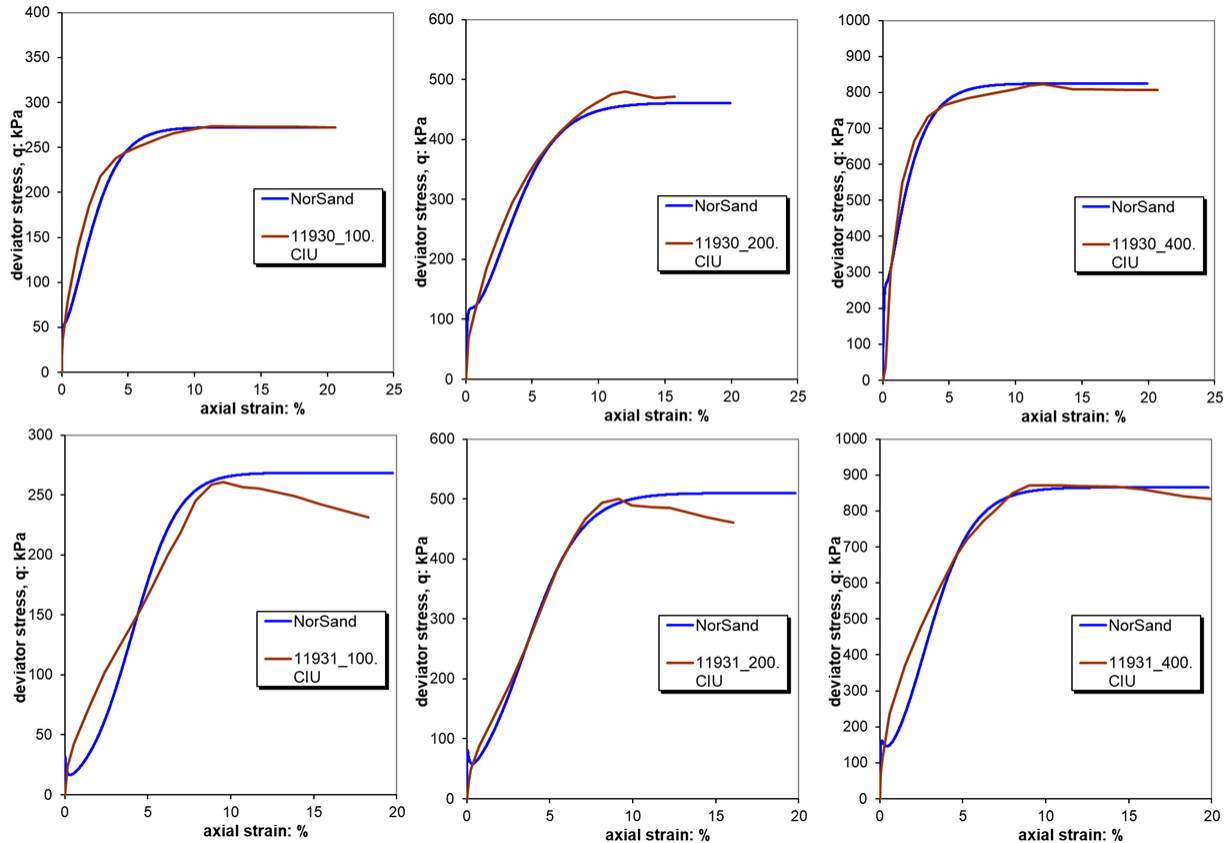 400
350
300
250
200
150
100
50
0
deviator stress, q: kPa
NorSand
11930_100.
CIU
0 5 10 15 20 25
axial strain: %
600
500
400
300
200
100
0
deviator stress, q: kPa
NorSand
11930_200.
CIU
0 5 10 15 20 25
axial strain: %
1000
900
800
700
600
500
400
300
200
100
0
deviator stress, q: kPa
NorSand
11930_400.
CIU
0 5 10 15 20 25
axial strain: %
300
250
200
150
100
50
0
deviator stress, q: kPa
NorSand
11931_100.
CIU
0 5 10 15 20
axial strain: %
600
500
400
300
200
100
0
deviator stress, q: kPa
NorSand
11931_200.
CIU
0 5 10 15 20
axial strain: %
1000
900
800
700
600
500
400
300
200
100
0
deviator stress, q: kPa
NorSand
11931_400.
CIU
0 5 10 15 20
axial strain: %